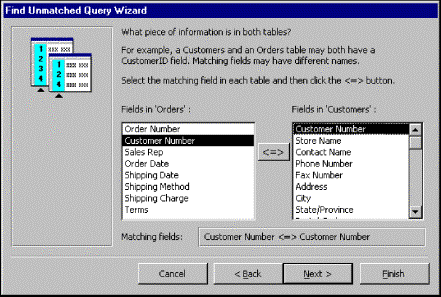 Find Unmatched Query Wizard
What piece of information is in both tables?
For example, a Customers and an Orders table may both have a
CustomerID field. Matching fields may have different names.
Select the matching field in each table and then click the <=> button.
1 xxx xxx
2
3
4
1 xxx xxx
2 xxx xxx
3 xxx xxx
4 xxx xxx
Fields in 'Orders' :
Order Number
Customer Number
Sales Rep
Order Date
Shipping Date
Shipping Method
Shipping Charge
Terms
<=>
Fields in 'Customers' :
Customer Number
Store Name
Contact Name
Phone Number
Fax Number
Address
City
State/Province
Matching fields: Customer Number <=> Customer Number
Cancel < Back Next > Finish